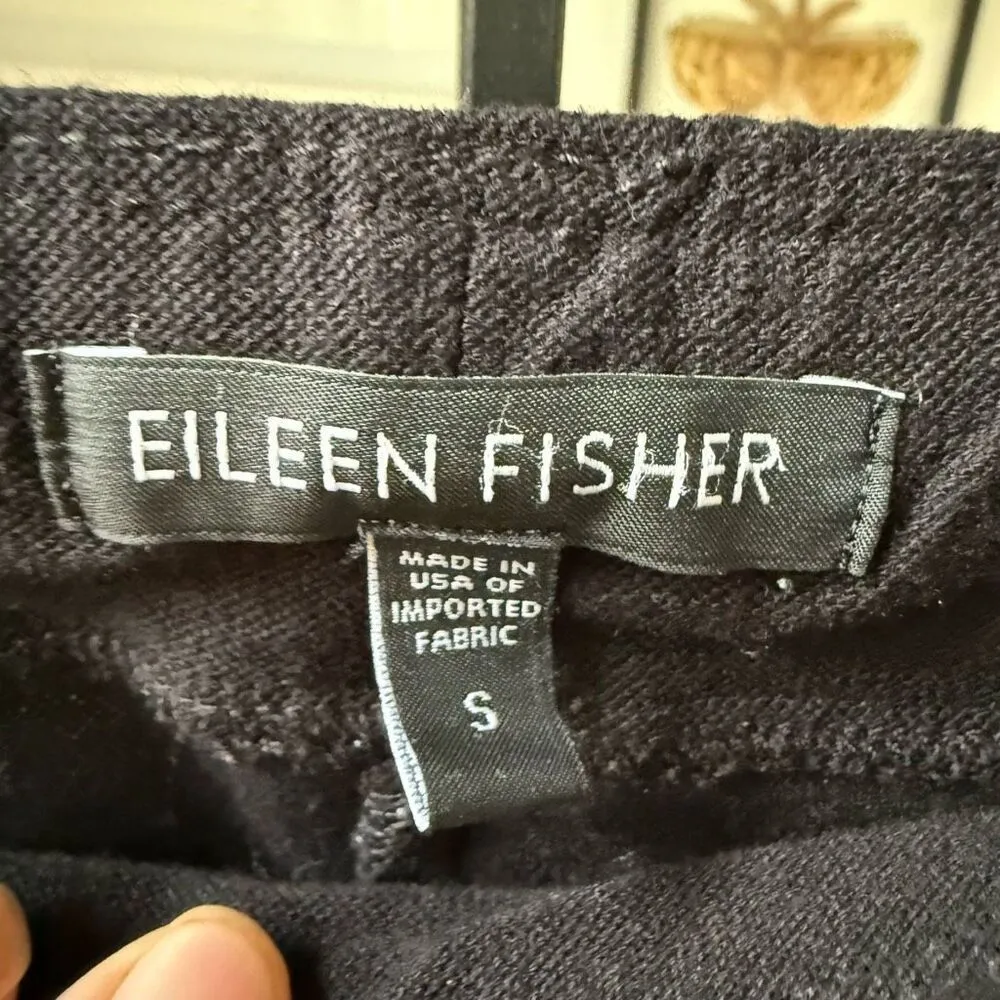 EILEEN FISHER
MADE IN
USA OF
IMPORTED
FABRIC
S